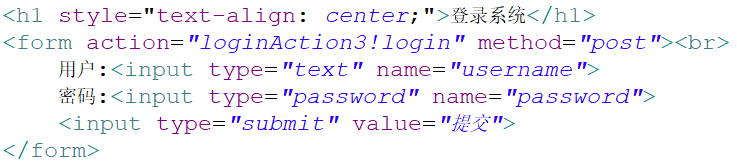 <h1 style="text-align: center;">登录系统</h1>
<form action="loginAction3!login" method="post"><br>
用户:<input type="text" name="username">
密码:<input type="password" name="password">
<input type="submit" value="提交">
</form>